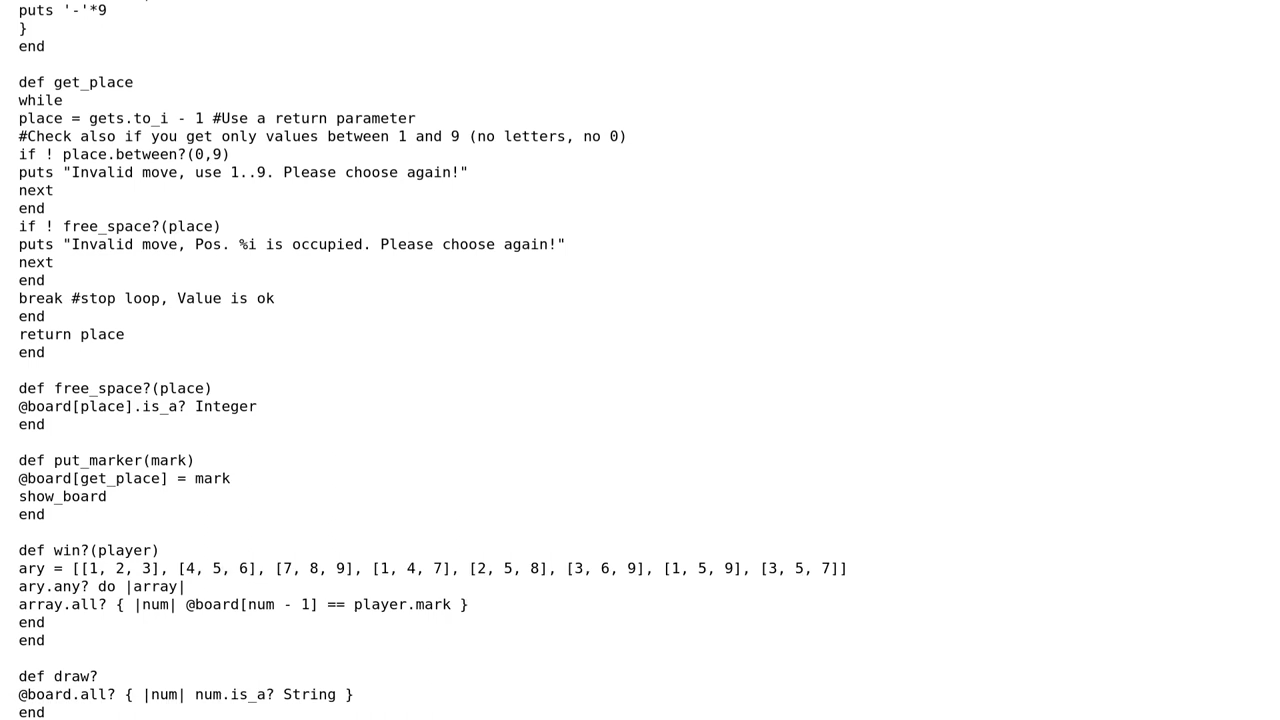 puts '-'*9
}
end
def get_place
while
place = gets.to_i - 1 #Use a return parameter
#Check also if you get only values between 1 and 9 (no letters, no 0)
if ! place.between?(0,9)
puts "Invalid move, use 1..9. Please choose again!"
next
end
if ! free_space?(place)
puts "Invalid move, Pos. %i is occupied. Please choose again!"
next
end
break #stop loop, Value is ok
end
return place
end
def free_space?(place)
@board[place].is_a? Integer
end
def put_marker(mark)
@board[get_place] = mark
show_board
end
def win?(player)
ary = [[1, 2, 3], [4, 5, 6], [7, 8, 9], [1, 4, 7], [2, 5, 8], [3, 6, 9], [1, 5, 9], [3, 5, 7]]
ary.any? do |array|
array.all? { |num| @board[num - 1] == player.mark }
end
end
def draw?
@board.all? { |num| num.is_a? String }
end